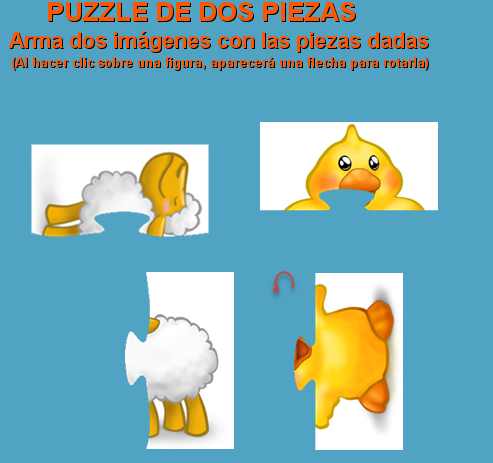 PUZZLE DE DOS PIEZAS
Arma dos imágenes con las piezas dadas
(Al hacer clic sobre una figura, aparecerá una flecha para rotarla)